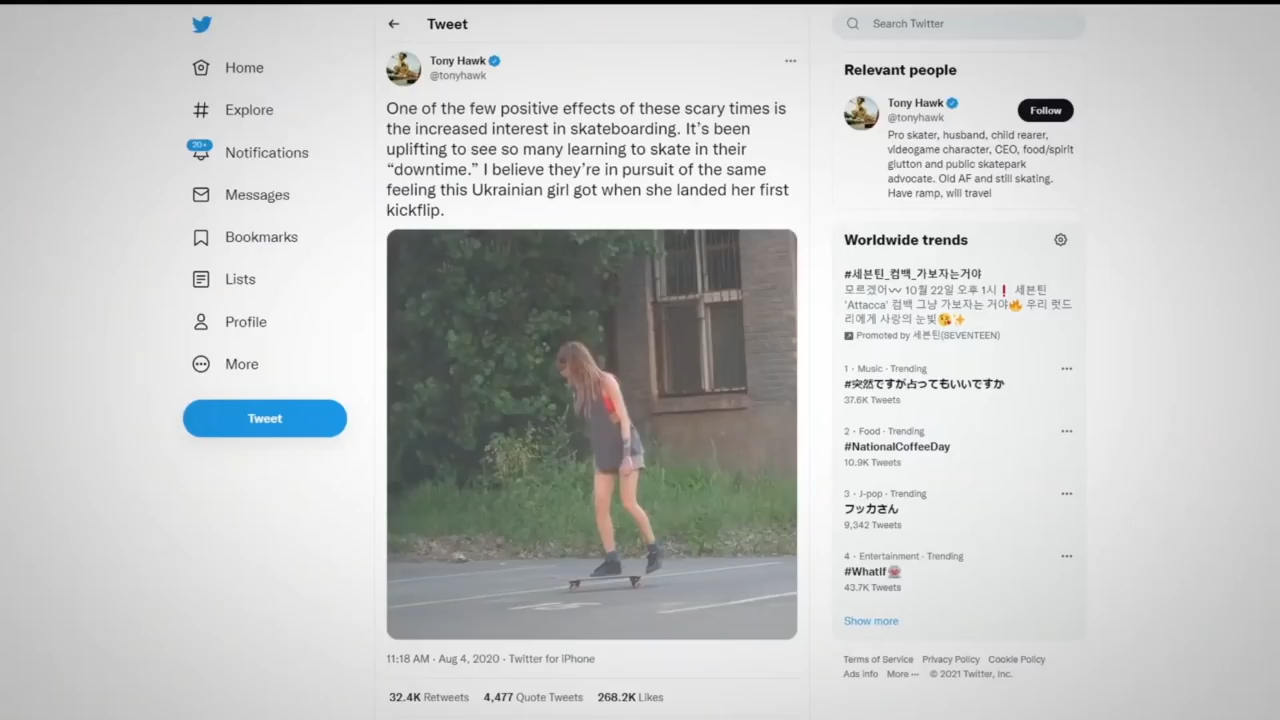 Home
Explore
20+
Notifications
Messages
Bookmarks
Lists
Profile
More
Tweet
Tweet
Tony Hawk
@tonyhawk
One of the few positive effects of these scary times is
the increased interest in skateboarding. It’s been
uplifting to see so many learning to skate in their
“downtime.” I believe they’re in pursuit of the same
feeling this Ukrainian girl got when she landed her first
kickflip.
11:18 AM · Aug 4, 2020 · Twitter for iPhone
32.4K Retweets 4,477 Quote Tweets 268.2K Likes
Search Twitter
Relevant people
Tony Hawk
@tonyhawk
Follow
Pro skater, husband, child rearer,
videogame character, CEO, food/spirit
glutton and public skatepark
advocate. Old AF and still skating.
Have ramp, will travel
Worldwide trends
#세븐틴_컴백_가보자는거야
모르겠어〰 10월 22일 오후 1시❗ 세븐틴
'Attacca' 컴백 그냥 가보자는 거야🔥 우리 럿드
리에게 사랑의 눈빛😘✨
Promoted by 세븐틴(SEVENTEEN)
1 · Music · Trending
#突然ですが占ってもいいですか
37.6K Tweets
2 · Food · Trending
#NationalCoffeeDay
10.9K Tweets
3 · J-pop · Trending
フッカさん
9,342 Tweets
4 · Entertainment · Trending
#WhatIf
43.7K Tweets
Show more
Terms of Service Privacy Policy Cookie Policy
Ads info More ··· © 2021 Twitter, Inc.